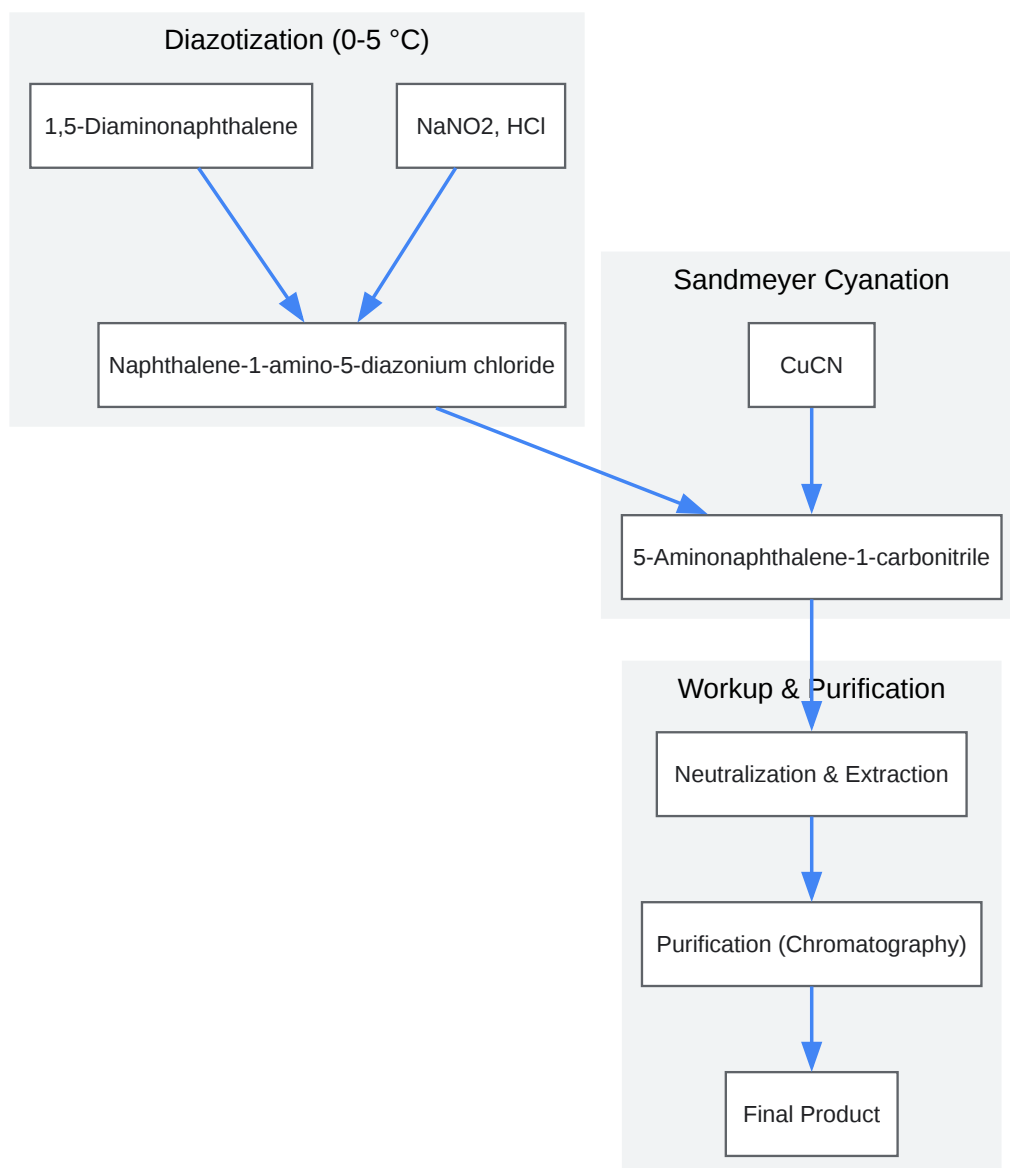 Diazotization (0-5 °C)
1,5-Diaminonaphthalene
NaNO2, HCl
Naphthalene-1-amino-5-diazonium chloride
Sandmeyer Cyanation
CuCN
5-Aminonaphthalene-1-carbonitrile
Workup & Purification
Neutralization & Extraction
Purification (Chromatography)
Final Product